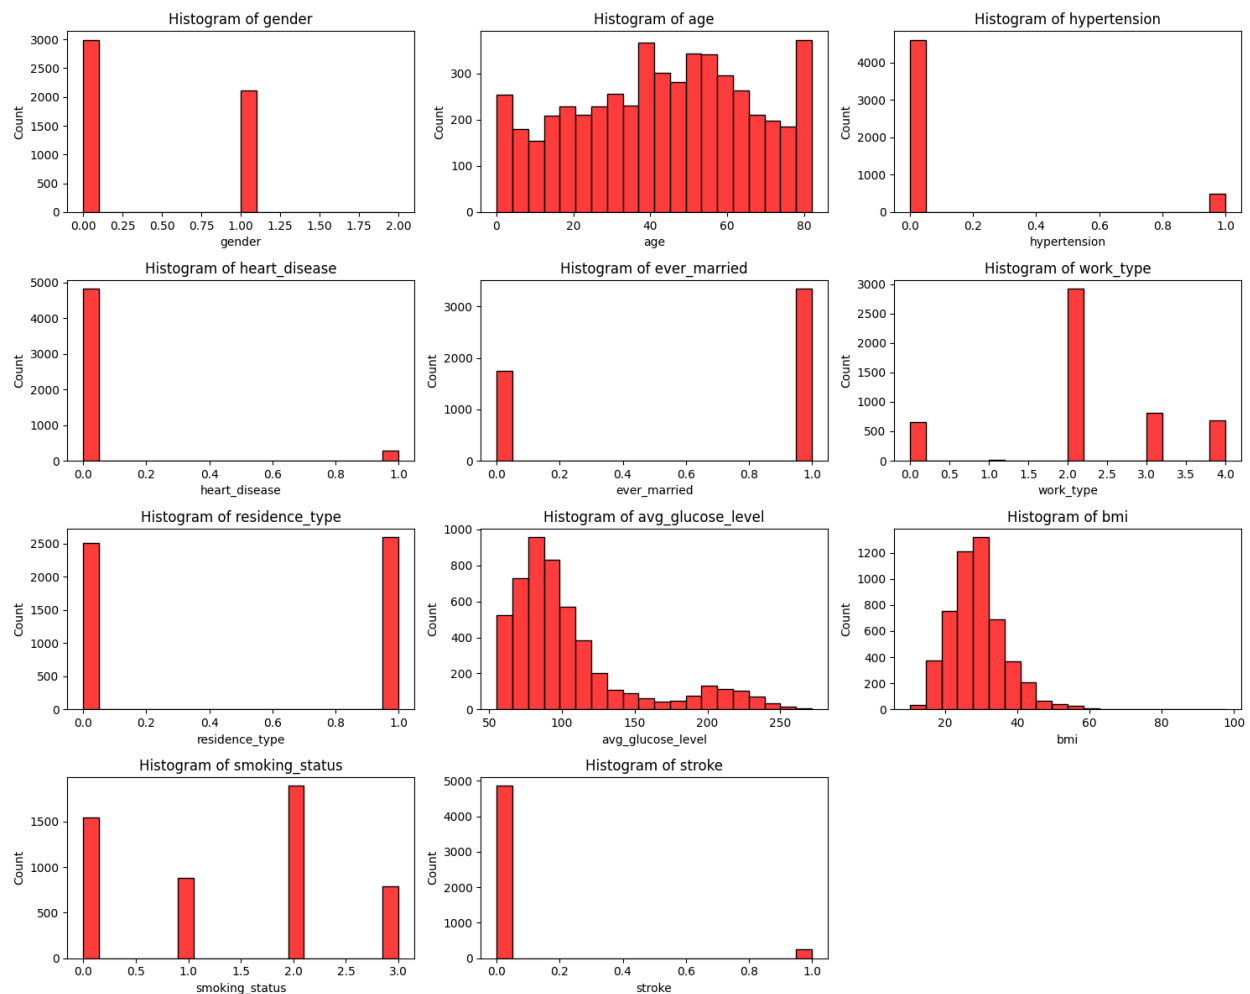 Histogram of gender
3000
2500
2000
1500
1000
500
0
Count
0.00 0.25 0.50 0.75 1.00 1.25 1.50 1.75 2.00
gender
Histogram of age
300
200
100
0
Count
0 20 40 60 80
age
Histogram of hypertension
4000
3000
2000
1000
0
Count
0.0 0.2 0.4 0.6 0.8 1.0
hypertension
Histogram of heart_disease
5000
4000
3000
2000
1000
0
Count
0.0 0.2 0.4 0.6 0.8 1.0
heart_disease
Histogram of ever_married
3000
2000
1000
0
Count
0.0 0.2 0.4 0.6 0.8 1.0
ever_married
Histogram of work_type
3000
2500
2000
1500
1000
500
0
Count
0.0 0.5 1.0 1.5 2.0 2.5 3.0 3.5 4.0
work_type
Histogram of residence_type
2500
2000
1500
1000
500
0
Count
0.0 0.2 0.4 0.6 0.8 1.0
residence_type
Histogram of avg_glucose_level
1000
800
600
400
200
0
Count
50 100 150 200 250
avg_glucose_level
Histogram of bmi
1200
1000
800
600
400
200
0
Count
20 40 60 80 100
bmi
Histogram of smoking_status
1500
1000
500
0
Count
0.0 0.5 1.0 1.5 2.0 2.5 3.0
smoking_status
Histogram of stroke
5000
4000
3000
2000
1000
0
Count
0.0 0.2 0.4 0.6 0.8 1.0
stroke